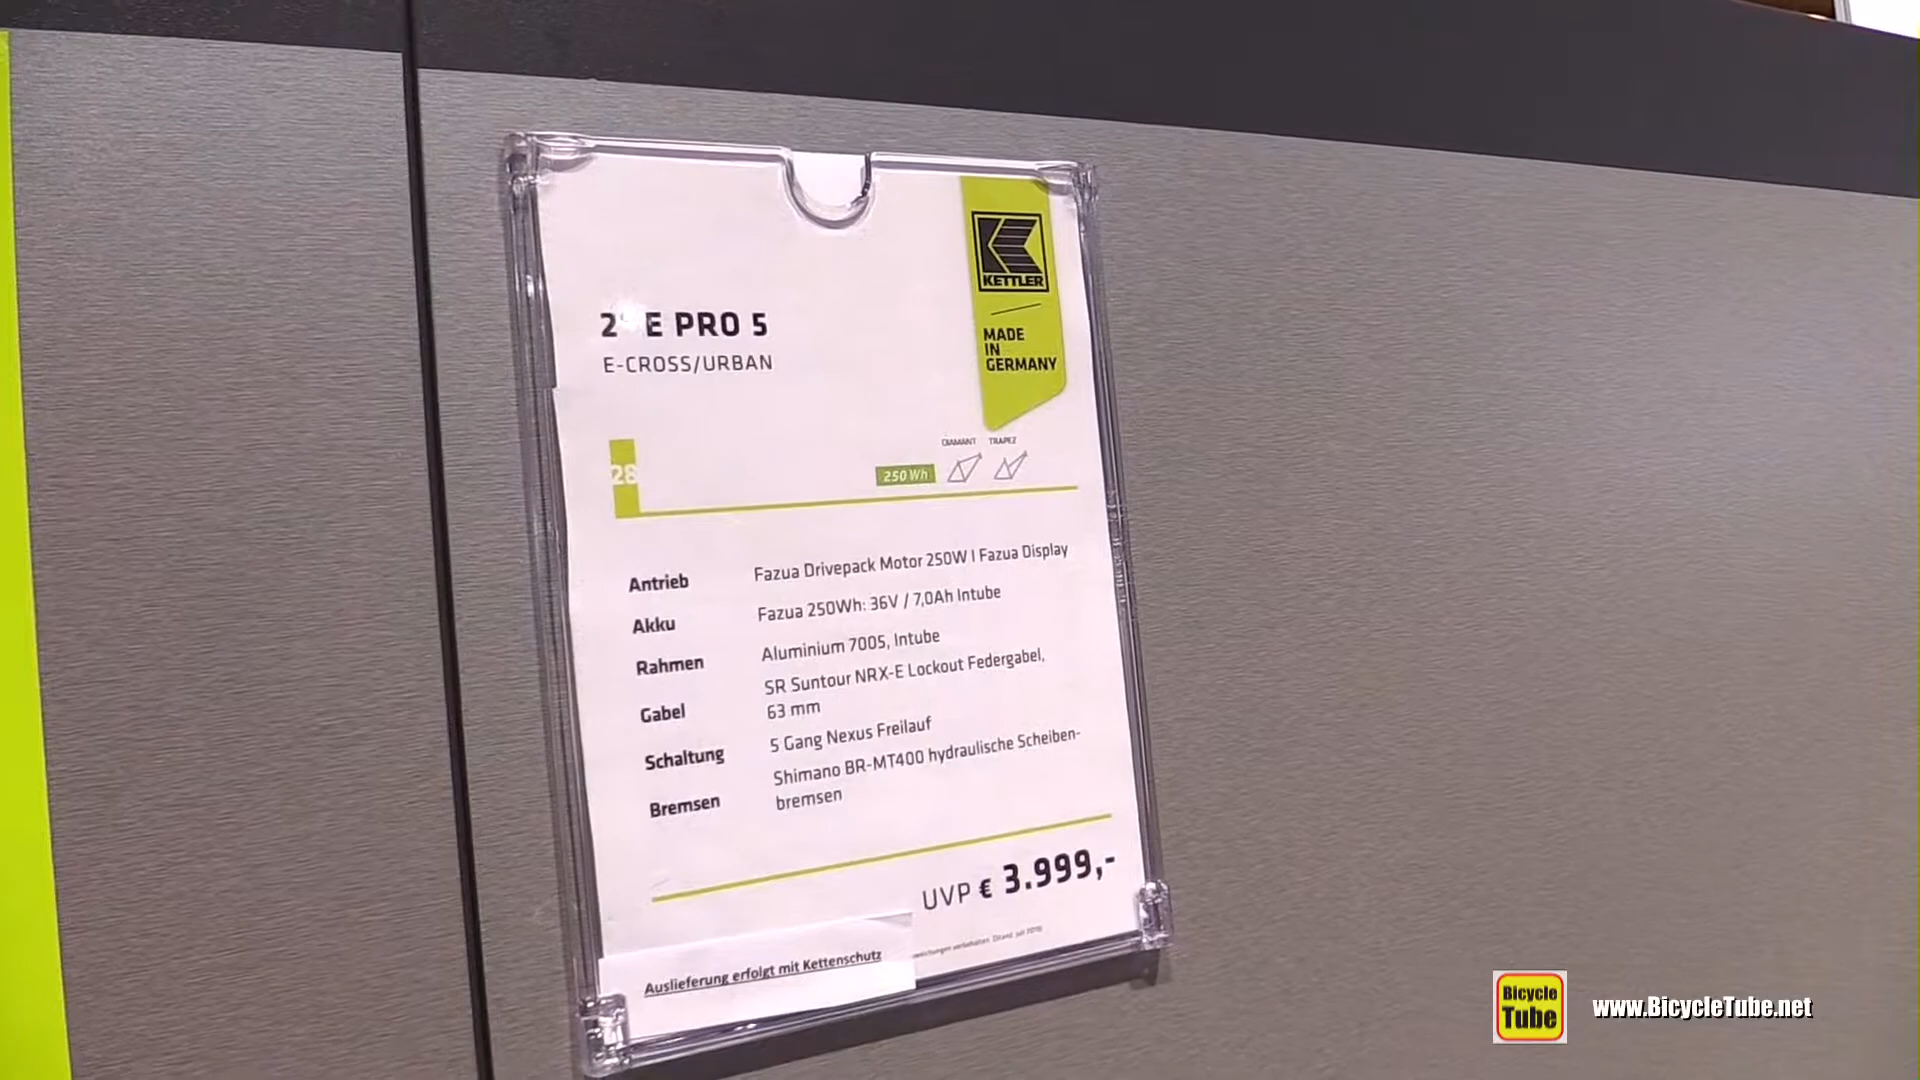 KETTLER
MADE
IN
GERMANY
E PRO 5
E-CROSS/URBAN
DIAMANT TRAPEZ
28
250 Wh
Antrieb Fazua Drivepack Motor 250W I Fazua Display
Akku Fazua 250Wh: 36V / 7,0Ah Intube
Rahmen Aluminium 7005, Intube
Gabel SR Suntour NRX-E Lockout Federgabel,
63 mm
Schaltung 5 Gang Nexus Freilauf
Bremsen Shimano BR-MT400 hydraulische Scheiben-
bremsen
UVP € 3.999,-
Auslieferung erfolgt mit Kettenschutz
Bicycle
Tube
www.BicycleTube.net